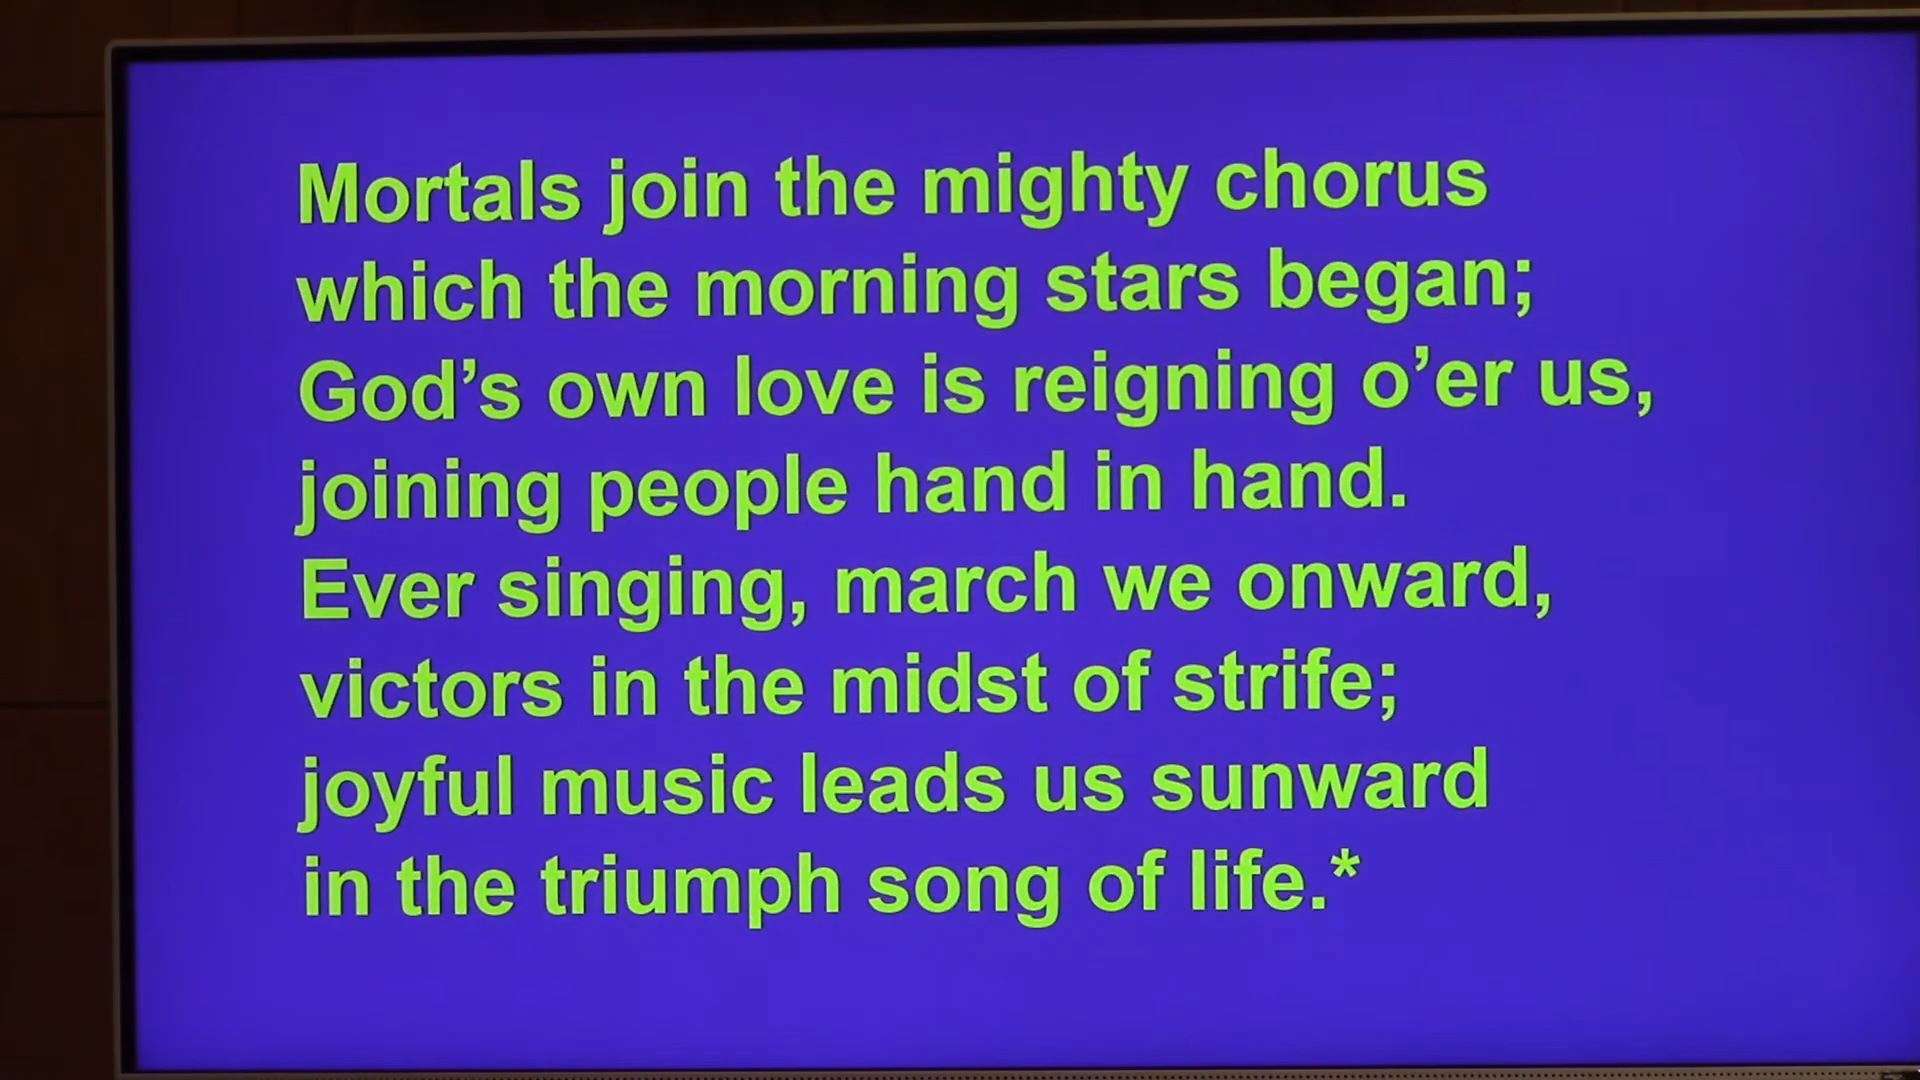 Mortals join the mighty chorus
which the morning stars began;
God’s own love is reigning o’er us,
joining people hand in hand.
Ever singing, march we onward,
victors in the midst of strife;
joyful music leads us sunward
in the triumph song of life.*